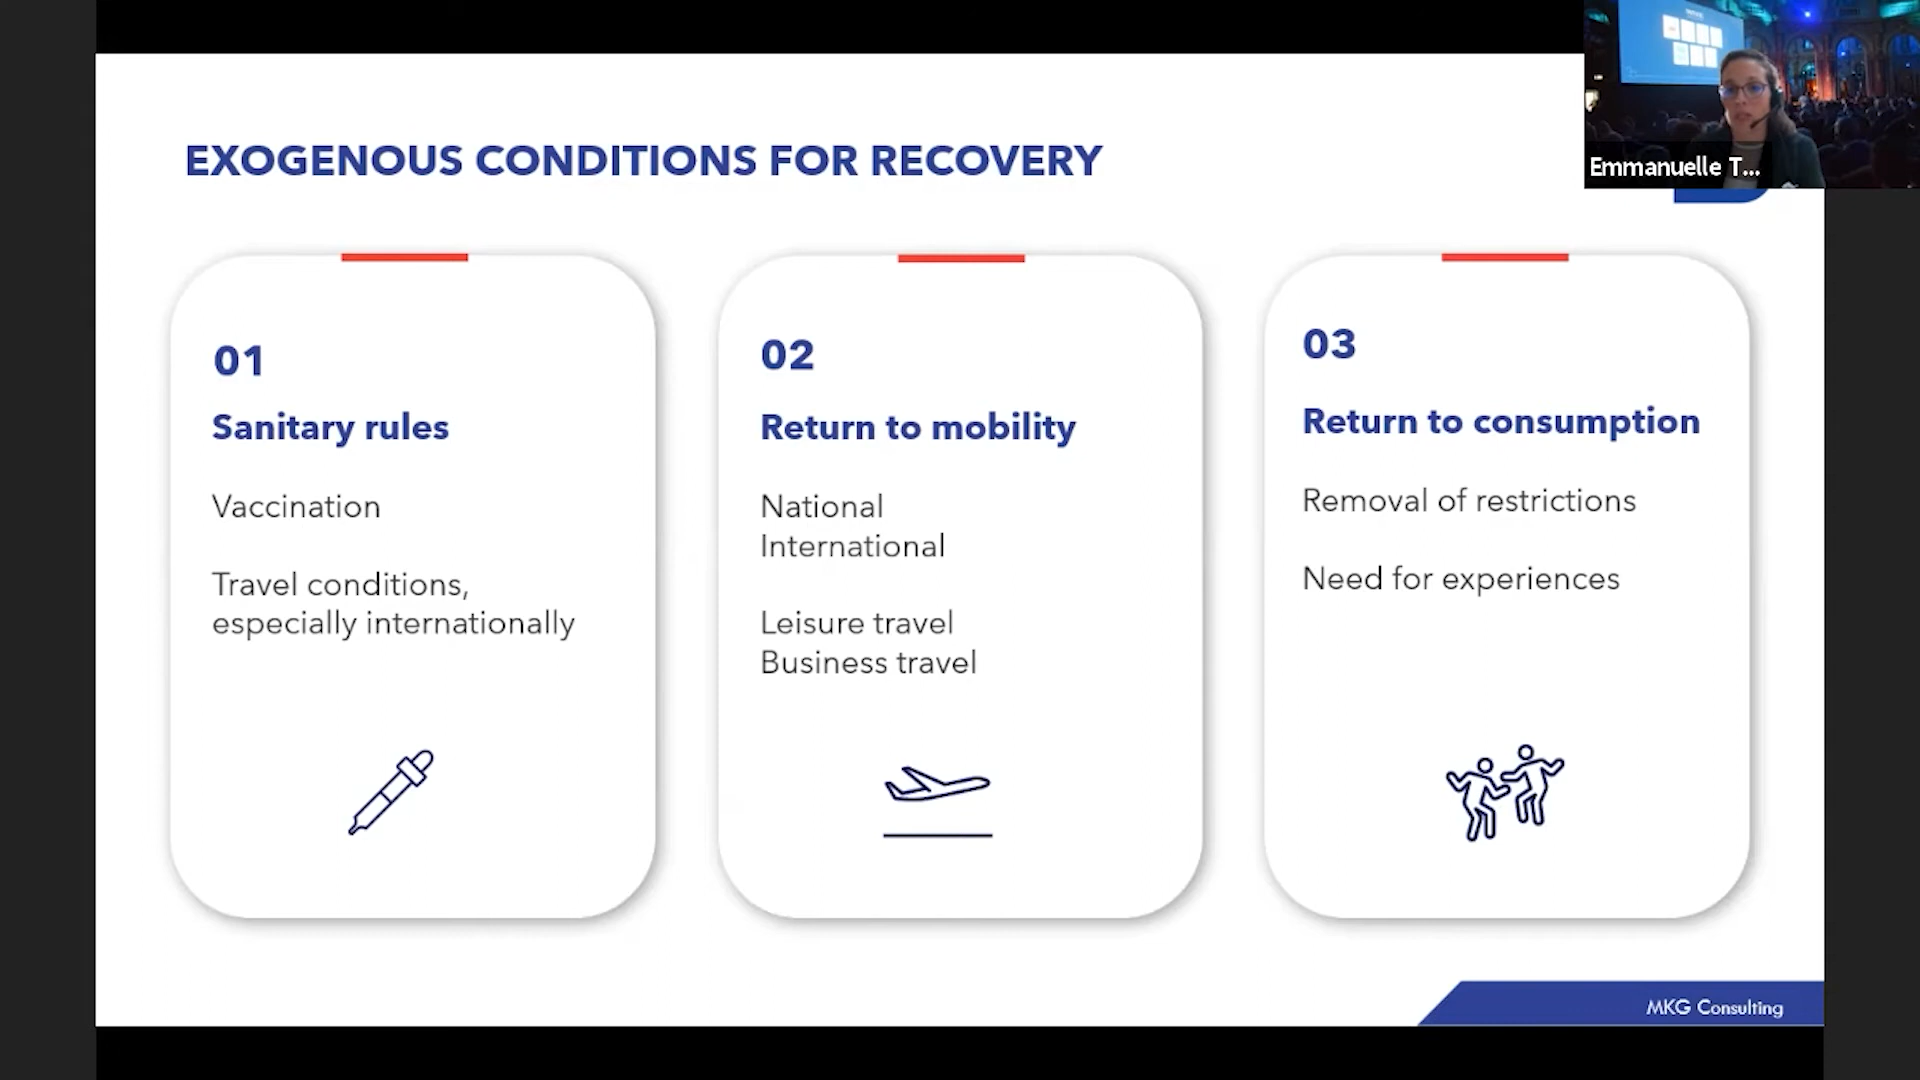 EXOGENOUS CONDITIONS FOR RECOVERY
Emmanuelle T...
01
Sanitary rules
Vaccination
Travel conditions,
especially internationally
02
Return to mobility
National
International
Leisure travel
Business travel
03
Return to consumption
Removal of restrictions
Need for experiences
MKG Consulting